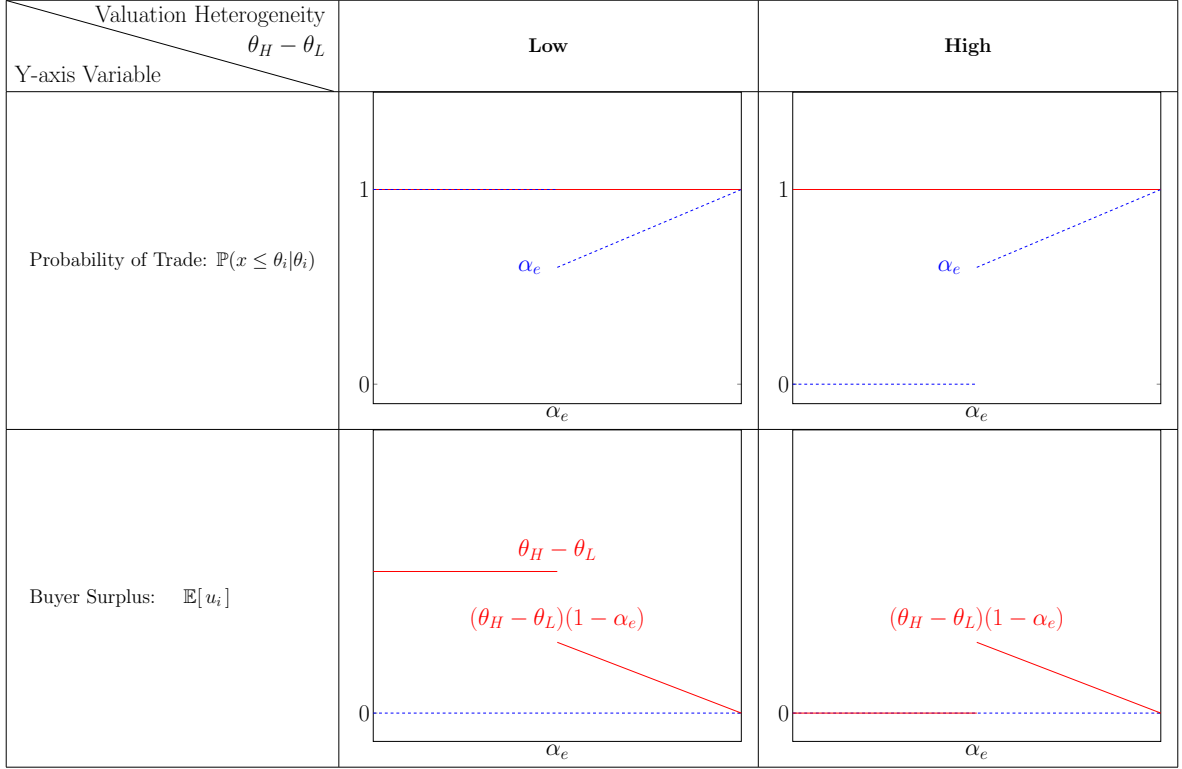 Valuation Heterogeneity
θ_H − θ_L
Y-axis Variable
Low
High
Probability of Trade: ℙ(x ≤ θ_i|θ_i)
1
α_e
0
α_e
1
α_e
0
α_e
Buyer Surplus: 𝔼[u_i]
θ_H − θ_L
(θ_H − θ_L)(1 − α_e)
0
α_e
(θ_H − θ_L)(1 − α_e)
0
α_e